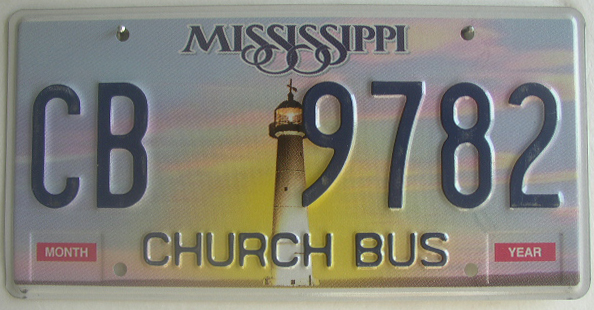 MISSISSIPPI
CB 9782
MONTH CHURCH BUS YEAR